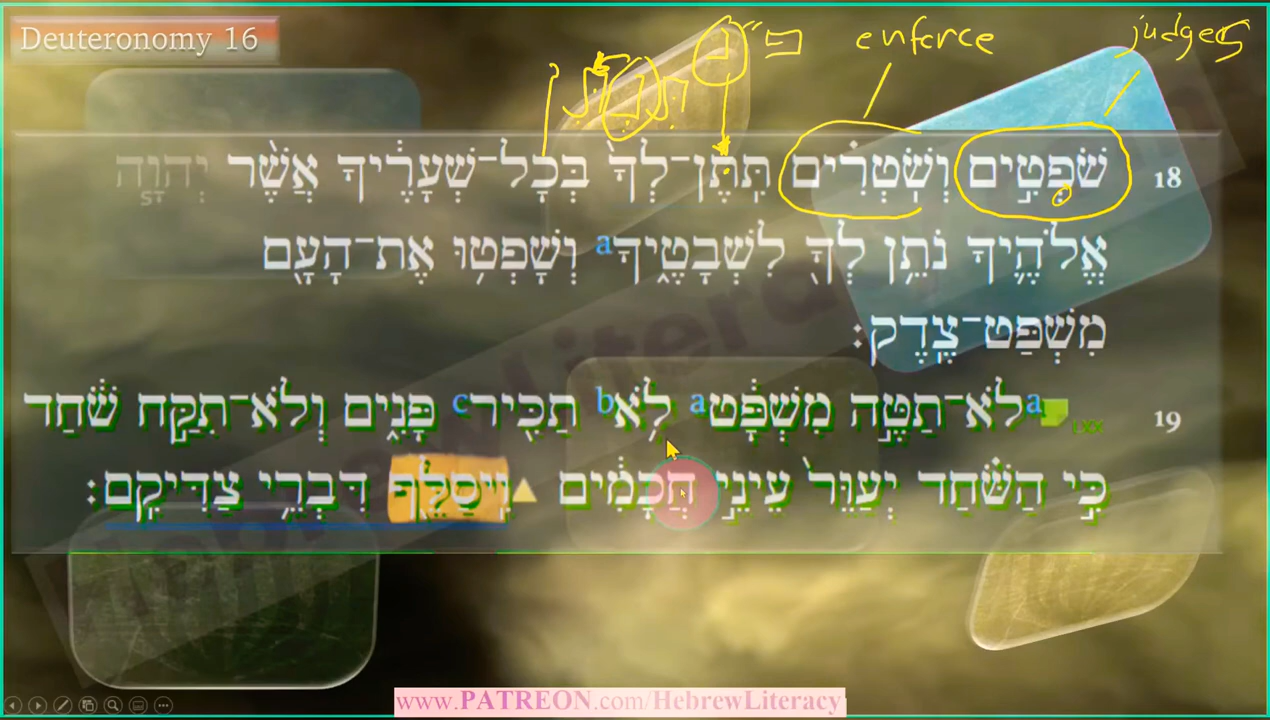 Deuteronomy 16
enforce
judges
18 שֹׁפְטִ֣ים וְשֹֽׁטְרִ֗ים תִּֽתֶּן־לְךָ֙ בְּכָל־שְׁעָרֶ֔יךָ אֲשֶׁ֨ר יְהוָ֧ה
אֱלֹהֶ֛יךָ נֹתֵ֥ן לְךָ֖ לִשְׁבָטֶ֑יךָ a וְשָׁפְט֥וּ אֶת־הָעָ֖ם
מִשְׁפַּט־צֶֽדֶק׃
19 a לֹא־תַטֶּ֣ה מִשְׁפָּ֔ט a לֹ֥א b תַכִּ֖יר c פָּנִ֑ים וְלֹא־תִקַּ֣ח שֹׁ֔חַד
כִּ֣י הַשֹּׁ֗חַד יְעַוֵּר֙ עֵינֵ֣י חֲכָמִ֔ים וִֽיסַלֵּ֖ף דִּבְרֵ֥י צַדִּיקִֽם׃
www.PATREON.com/HebrewLiteracy